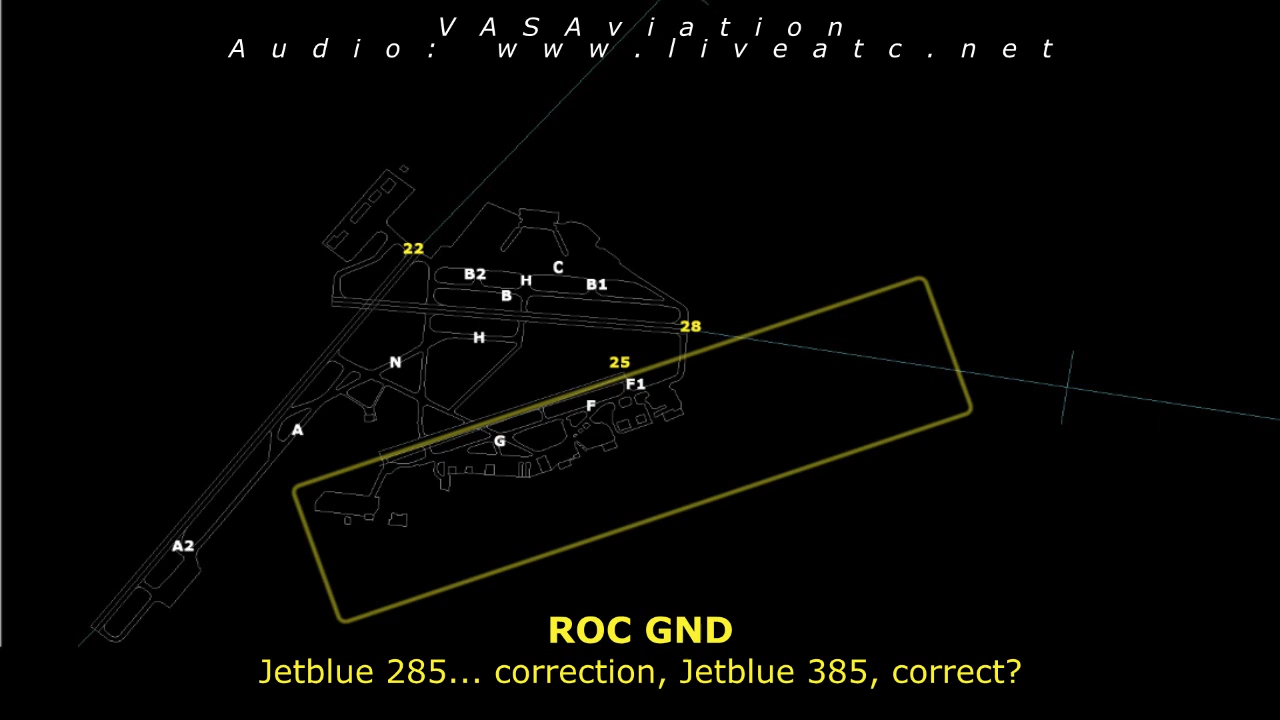 V A S A v i a t i o n
A u d i o : w w w . l i v e a t c . n e t
22
B2
H
C
B1
B
28
H
N
25
F1
F
A
G
A2
ROC GND
Jetblue 285... correction, Jetblue 385, correct?